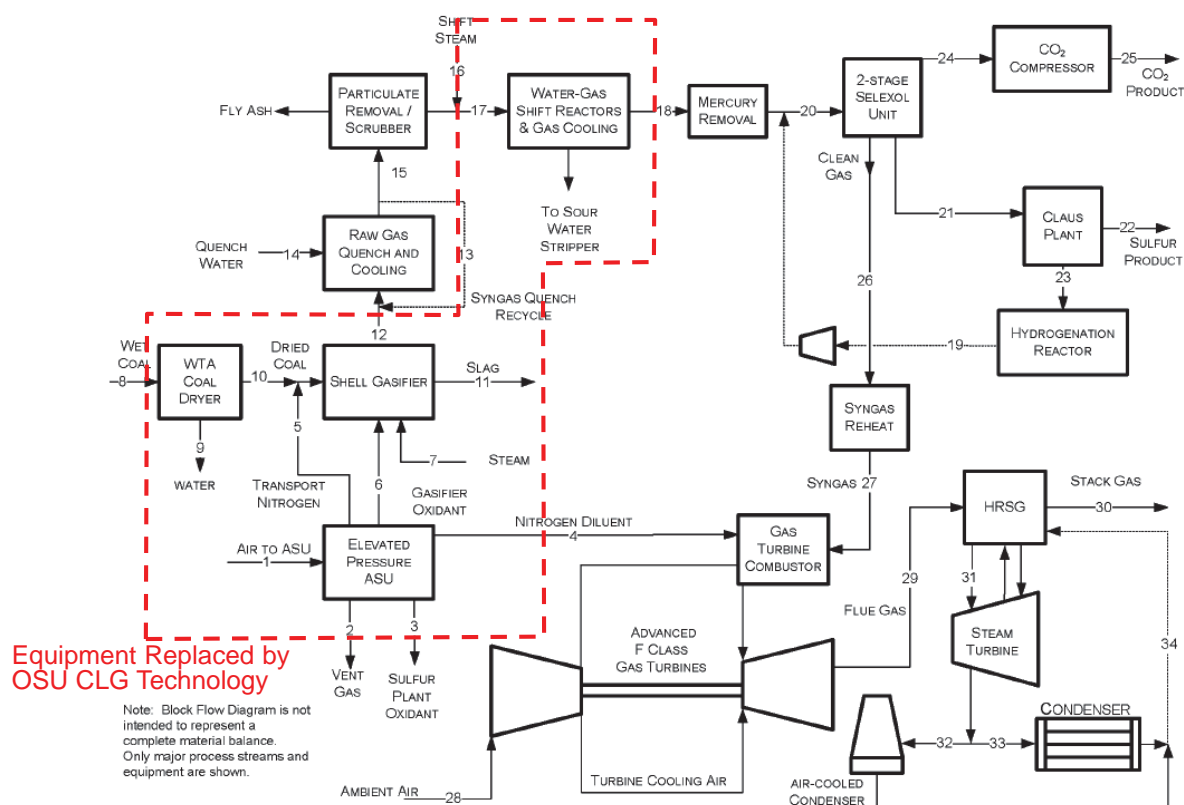 SHIFT
STEAM
16
24
CO2
COMPRESSOR
25
CO2
PRODUCT
FLY ASH
PARTICULATE
REMOVAL /
SCRUBBER
17
WATER-GAS
SHIFT REACTORS
& GAS COOLING
18
MERCURY
REMOVAL
20
2-STAGE
SELEXOL
UNIT
CLEAN
GAS
15
TO SOUR
WATER
STRIPPER
21
CLAUS
PLANT
22
SULFUR
PRODUCT
QUENCH
WATER
14
RAW GAS
QUENCH AND
COOLING
13
23
26
SYNGAS QUENCH
RECYCLE
12
19
HYDROGENATION
REACTOR
WET
COAL
8
WTA
COAL
DRYER
10
DRIED
COAL
SHELL GASIFIER
SLAG
11
SYNGAS
REHEAT
9
WATER
5
TRANSPORT
NITROGEN
6
7
STEAM
GASIFIER
OXIDANT
SYNGAS
27
NITROGEN DILUENT
4
GAS
TURBINE
COMBUSTOR
HRSG
STACK GAS
30
AIR TO ASU
1
ELEVATED
PRESSURE
ASU
29
FLUE GAS
31
2
3
STEAM
TURBINE
34
Equipment Replaced by
OSU CLG Technology
VENT
GAS
SULFUR
PLANT
OXIDANT
ADVANCED
F CLASS
GAS TURBINES
Note: Block Flow Diagram is not
intended to represent a
complete material balance.
Only major process streams and
equipment are shown.
CONDENSER
32
33
AMBIENT AIR
28
TURBINE COOLING AIR
AIR-COOLED
CONDENSER